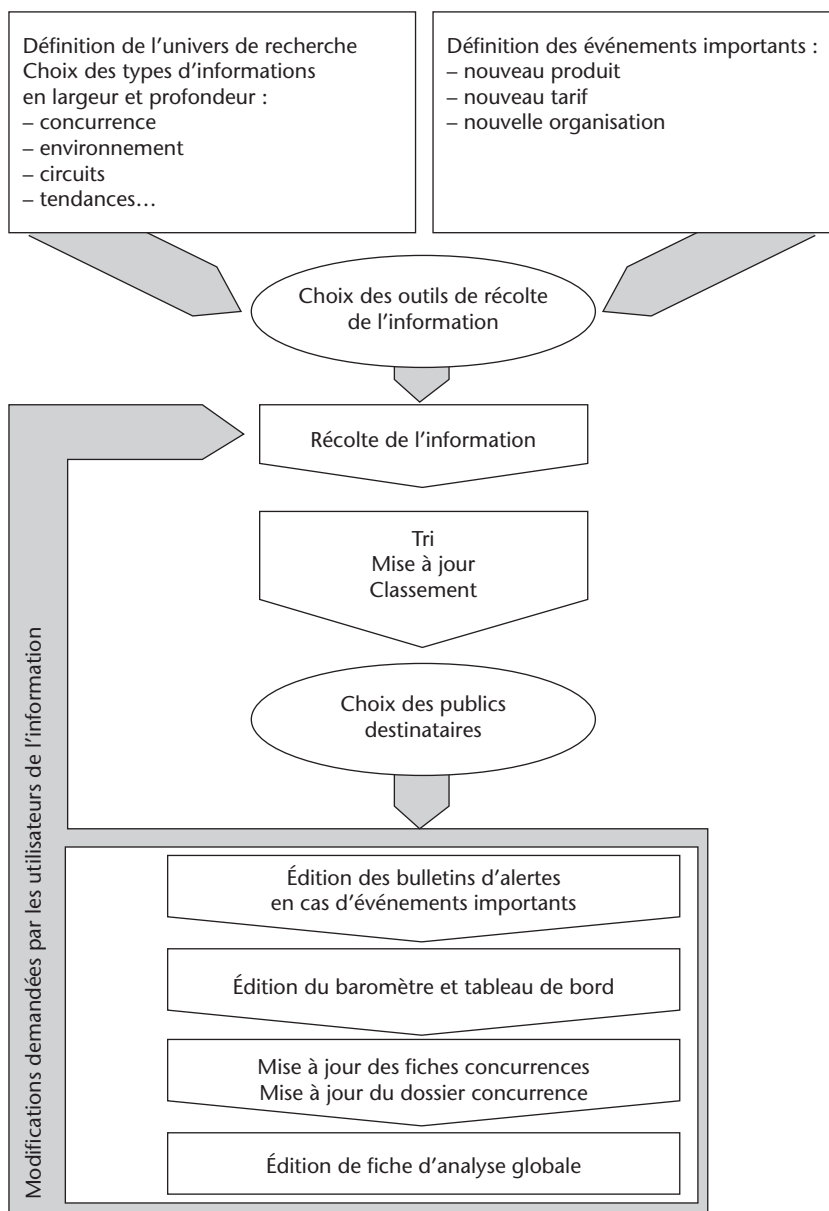 Définition de l'univers de recherche
Choix des types d'informations
en largeur et profondeur :
– concurrence
– environnement
– circuits
– tendances…
Définition des événements importants :
– nouveau produit
– nouveau tarif
– nouvelle organisation
Choix des outils de récolte
de l'information
Récolte de l'information
Tri
Mise à jour
Classement
Choix des publics
destinataires
Modifications demandées par les utilisateurs de l'information
Édition des bulletins d'alertes
en cas d'événements importants
Édition du baromètre et tableau de bord
Mise à jour des fiches concurrences
Mise à jour du dossier concurrence
Édition de fiche d'analyse globale